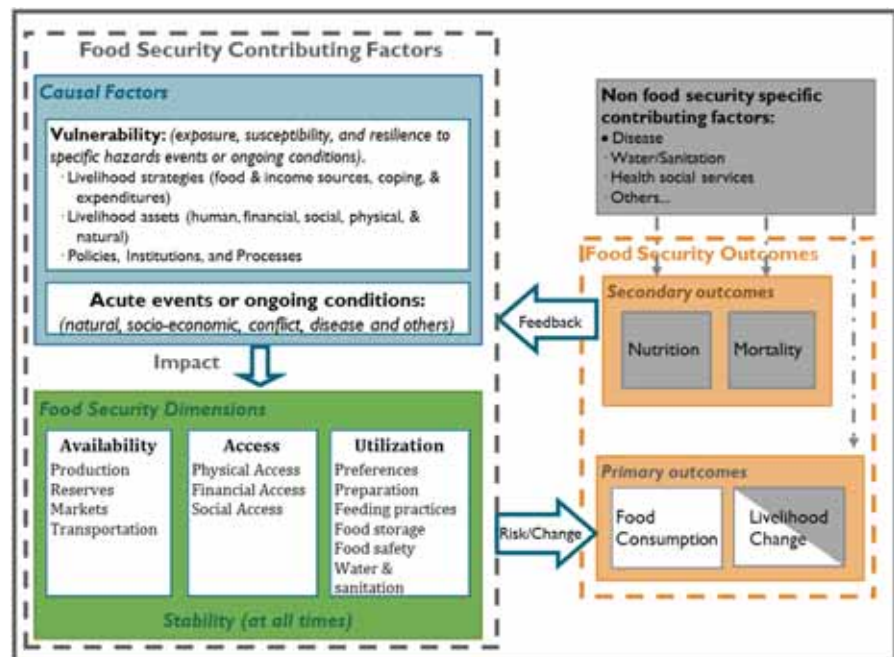 Food Security Contributing Factors
Causal Factors
Vulnerability: (exposure, susceptibility, and resilience to
specific hazards events or ongoing conditions).
· Livelihood strategies (food & income sources, coping, &
expenditures)
· Livelihood assets (human, financial, social, physical, &
natural)
· Policies, Institutions, and Processes
Acute events or ongoing conditions:
(natural, socio-economic, conflict, disease and others)
Impact
Food Security Dimensions
Availability
Production
Reserves
Markets
Transportation
Access
Physical Access
Financial Access
Social Access
Utilization
Preferences
Preparation
Feeding practices
Food storage
Food safety
Water &
sanitation
Stability (at all times)
Non food security specific
contributing factors:
• Disease
· Water/Sanitation
· Health social services
· Others...
Food Security Outcomes
Secondary outcomes
Nutrition
Mortality
Feedback
Primary outcomes
Food
Consumption
Livelihood
Change
Risk/Change